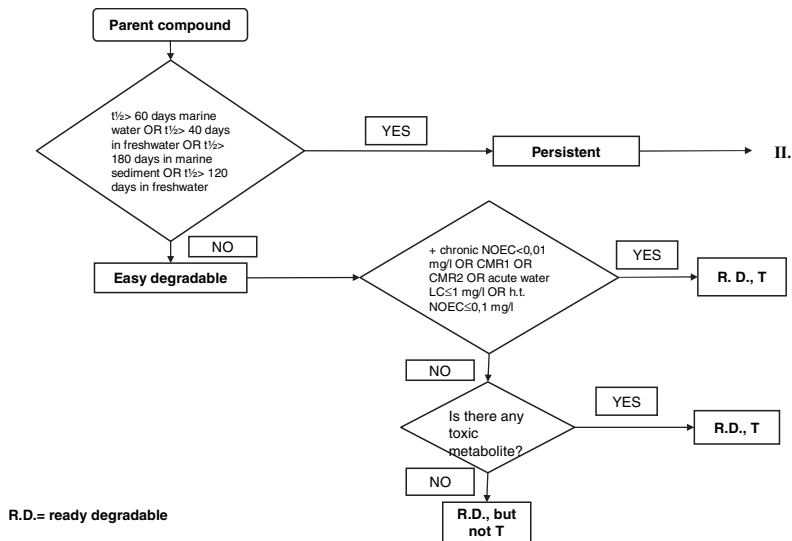 Parent compound
t½> 60 days marine
water OR t½> 40 days
in freshwater OR t½>
180 days in marine
sediment OR t½> 120
days in freshwater
YES
Persistent
II.
NO
Easy degradable
+ chronic NOEC<0,01
mg/l OR CMR1 OR
CMR2 OR acute water
LC≤1 mg/l OR h.t.
NOEC≤0,1 mg/l
YES
R. D., T
NO
Is there any
toxic
metabolite?
YES
R.D., T
NO
R.D., but
not T
R.D.= ready degradable